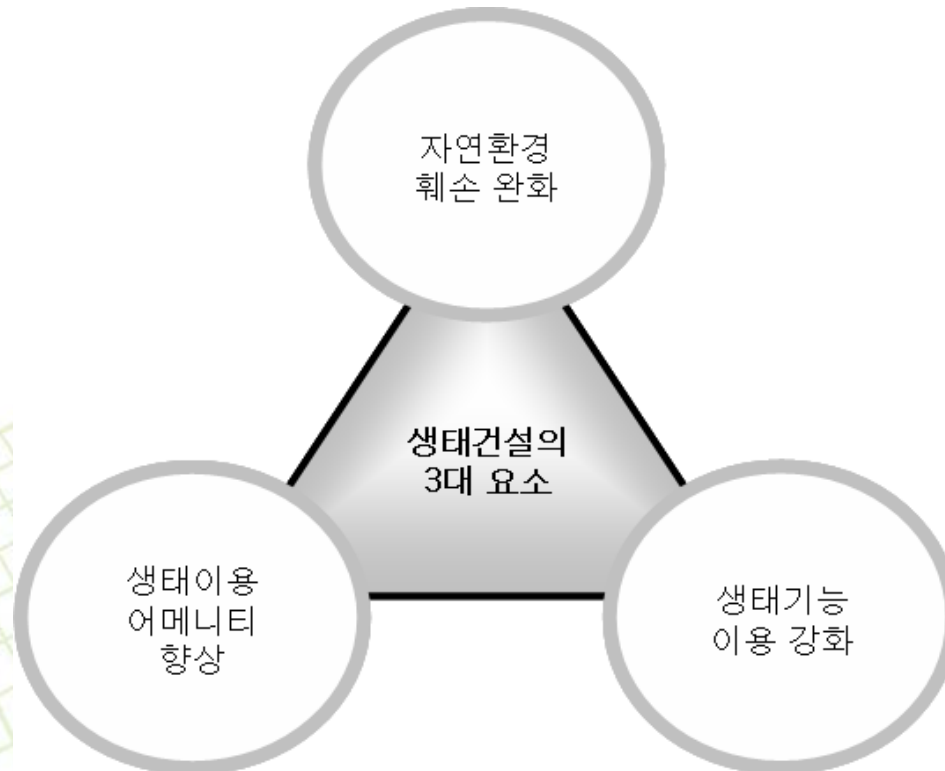 자연환경
훼손 완화
생태건설의
3대 요소
생태이용
어메니티
향상
생태기능
이용 강화